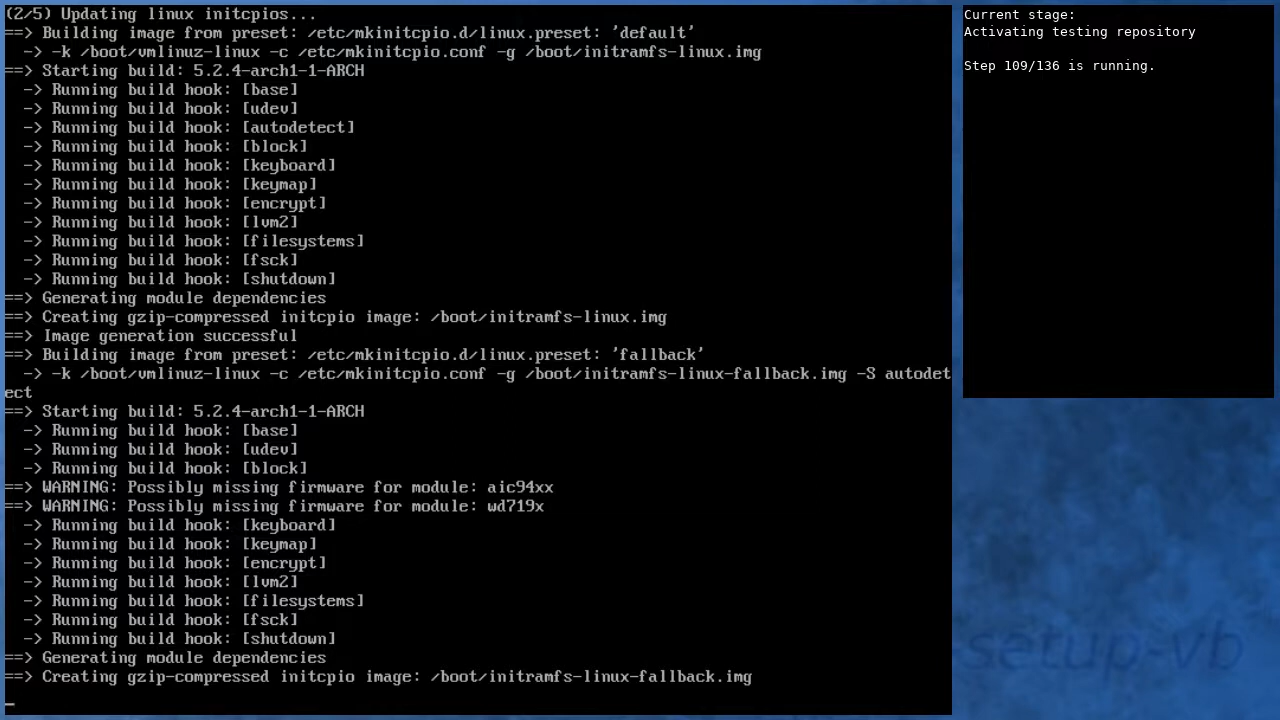 (2/5) Updating linux initcpios...
==> Building image from preset: /etc/mkinitcpio.d/linux.preset: 'default'
  -> -k /boot/vmlinuz-linux -c /etc/mkinitcpio.conf -g /boot/initramfs-linux.img
==> Starting build: 5.2.4-arch1-1-ARCH
  -> Running build hook: [base]
  -> Running build hook: [udev]
  -> Running build hook: [autodetect]
  -> Running build hook: [block]
  -> Running build hook: [keyboard]
  -> Running build hook: [keymap]
  -> Running build hook: [encrypt]
  -> Running build hook: [lvm2]
  -> Running build hook: [filesystems]
  -> Running build hook: [fsck]
  -> Running build hook: [shutdown]
==> Generating module dependencies
==> Creating gzip-compressed initcpio image: /boot/initramfs-linux.img
==> Image generation successful
==> Building image from preset: /etc/mkinitcpio.d/linux.preset: 'fallback'
  -> -k /boot/vmlinuz-linux -c /etc/mkinitcpio.conf -g /boot/initramfs-linux-fallback.img -S autodet
ect
==> Starting build: 5.2.4-arch1-1-ARCH
  -> Running build hook: [base]
  -> Running build hook: [udev]
  -> Running build hook: [block]
==> WARNING: Possibly missing firmware for module: aic94xx
==> WARNING: Possibly missing firmware for module: wd719x
  -> Running build hook: [keyboard]
  -> Running build hook: [keymap]
  -> Running build hook: [encrypt]
  -> Running build hook: [lvm2]
  -> Running build hook: [filesystems]
  -> Running build hook: [fsck]
  -> Running build hook: [shutdown]
==> Generating module dependencies
==> Creating gzip-compressed initcpio image: /boot/initramfs-linux-fallback.img
Current stage:
Activating testing repository
Step 109/136 is running.
setup-vb